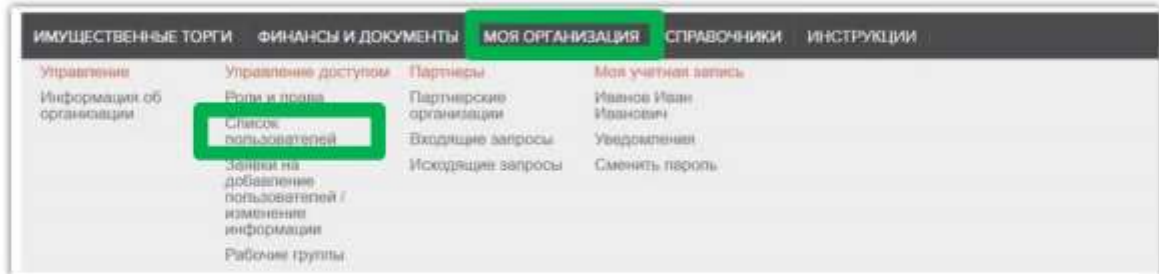 ИМУЩЕСТВЕННЫЕ ТОРГИ ФИНАНСЫ И ДОКУМЕНТЫ МОЯ ОРГАНИЗАЦИЯ СПРАВОЧНИКИ ИНСТРУКЦИИ
Управление
Информация об
организации
Управление доступом
Роли и права
Список
пользователей
Заявки на
добавление
пользователей /
изменение
информации
Рабочие группы
Партнеры
Партнерские
организации
Входящие запросы
Исходящие запросы
Моя учетная запись
Иванов Иван
Иванович
Уведомления
Сменить пароль